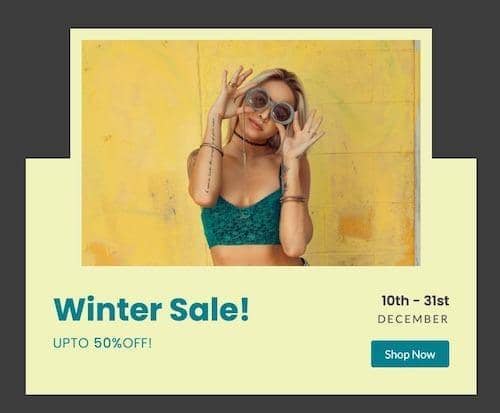 Winter Sale!
UPTO 50%OFF!
10th - 31st
DECEMBER
Shop Now